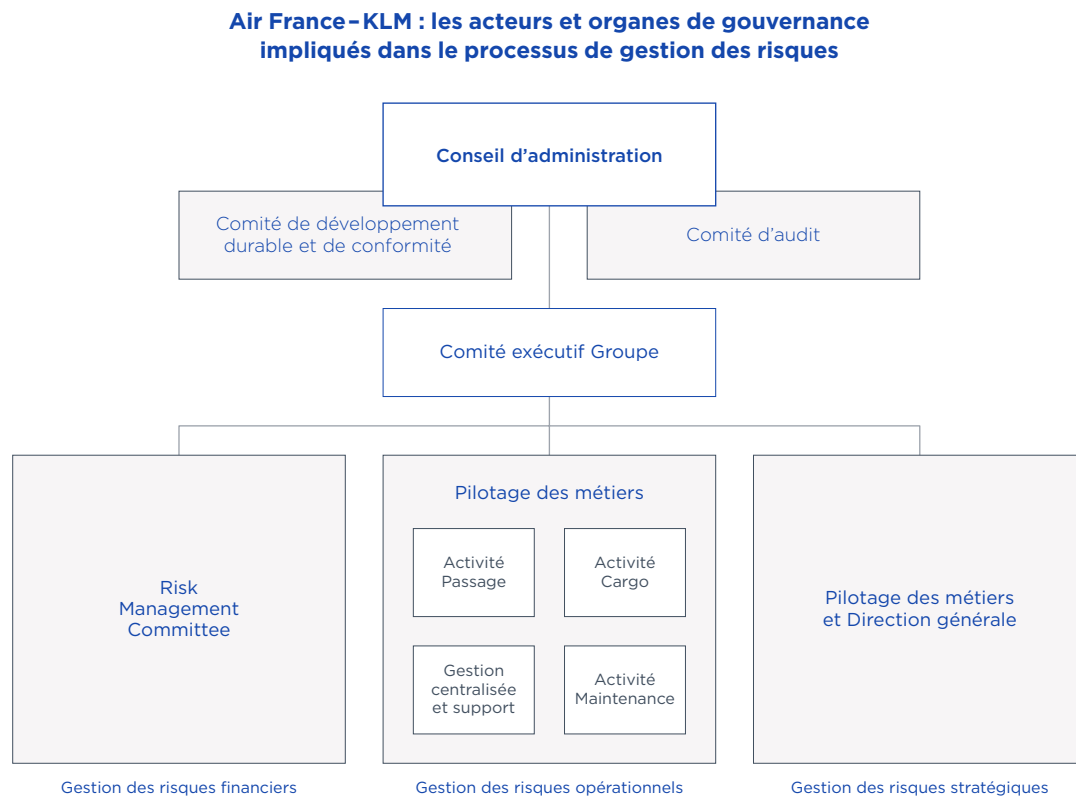 Air France–KLM : les acteurs et organes de gouvernance
impliqués dans le processus de gestion des risques
Conseil d’administration
Comité de développement
durable et de conformité
Comité d’audit
Comité exécutif Groupe
Risk
Management
Committee
Pilotage des métiers
Activité
Passage
Activité
Cargo
Gestion
centralisée
et support
Activité
Maintenance
Pilotage des métiers
et Direction générale
Gestion des risques financiers
Gestion des risques opérationnels
Gestion des risques stratégiques